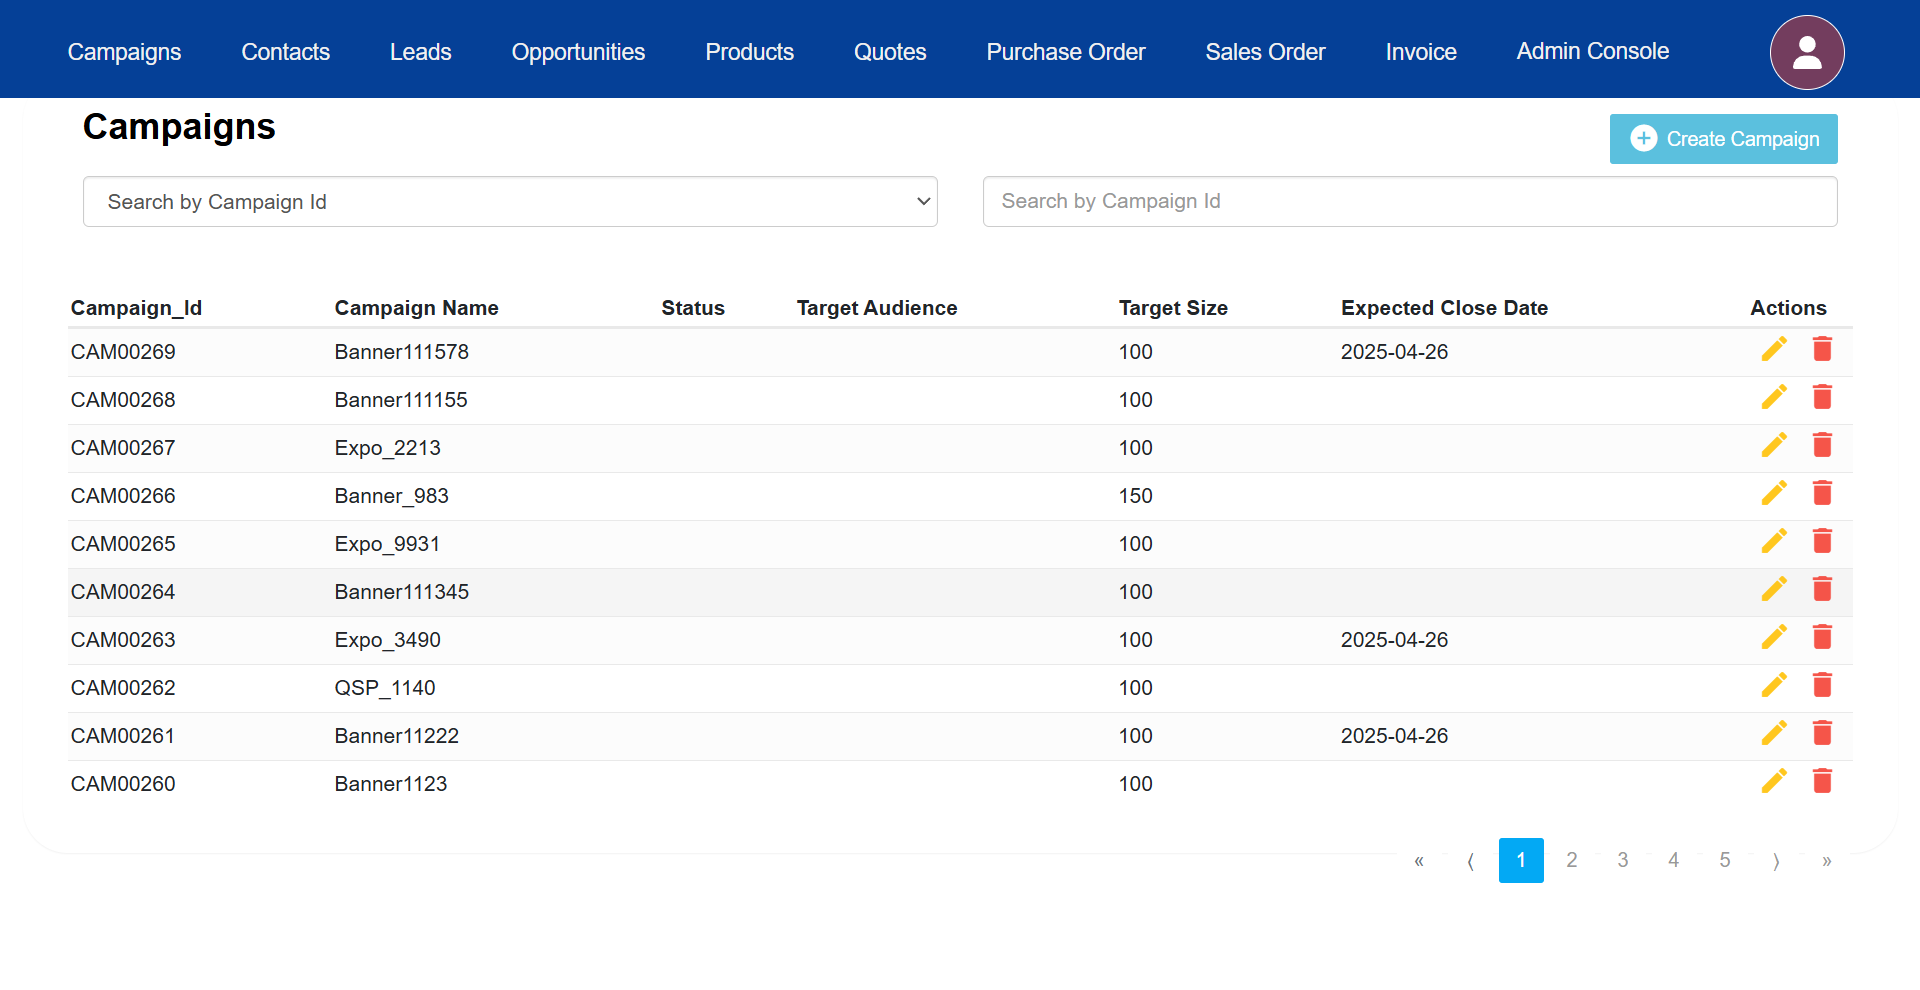 Campaigns Contacts Leads Opportunities Products Quotes Purchase Order Sales Order Invoice Admin Console
Campaigns
Create Campaign
Search by Campaign Id Search by Campaign Id
Campaign_Id Campaign Name Status Target Audience Target Size Expected Close Date Actions
CAM00269 Banner111578 100 2025-04-26
CAM00268 Banner111155 100
CAM00267 Expo_2213 100
CAM00266 Banner_983 150
CAM00265 Expo_9931 100
CAM00264 Banner111345 100
CAM00263 Expo_3490 100 2025-04-26
CAM00262 QSP_1140 100
CAM00261 Banner11222 100 2025-04-26
CAM00260 Banner1123 100
« ⟨ 1 2 3 4 5 ⟩ »